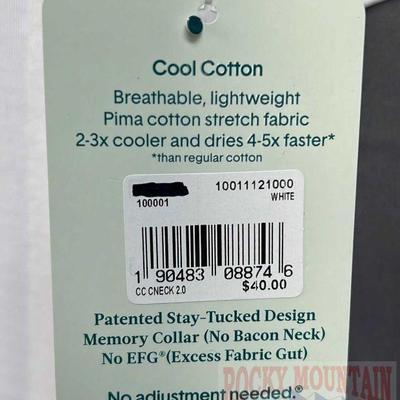 Cool Cotton
Breathable, lightweight
Pima cotton stretch fabric
2-3x cooler and dries 4-5x faster*
*than regular cotton
10011121000
100001 WHITE
1 90483 08874 6
CC CNECK 2.0 $40.00
Patented Stay-Tucked Design
Memory Collar (No Bacon Neck)
No EFG® (Excess Fabric Gut)
No adjustment needed.®
ROCKY MOUNTAIN